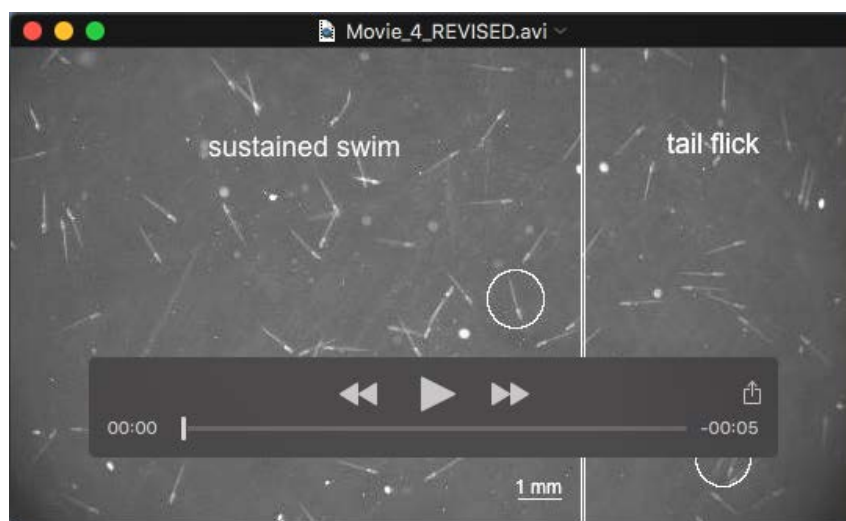 Movie_4_REVISED.avi
sustained swim
tail flick
00:00
-00:05
1 mm